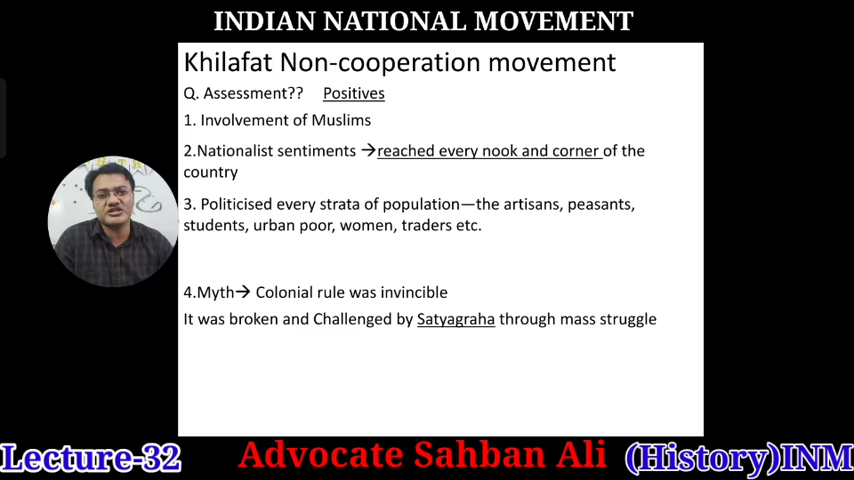 INDIAN NATIONAL MOVEMENT
Khilafat Non-cooperation movement
Q. Assessment?? Positives
1. Involvement of Muslims
2.Nationalist sentiments →reached every nook and corner of the
country
3. Politicised every strata of population—the artisans, peasants,
students, urban poor, women, traders etc.
4.Myth→ Colonial rule was invincible
It was broken and Challenged by Satyagraha through mass struggle
Lecture-32 Advocate Sahban Ali (History)INM